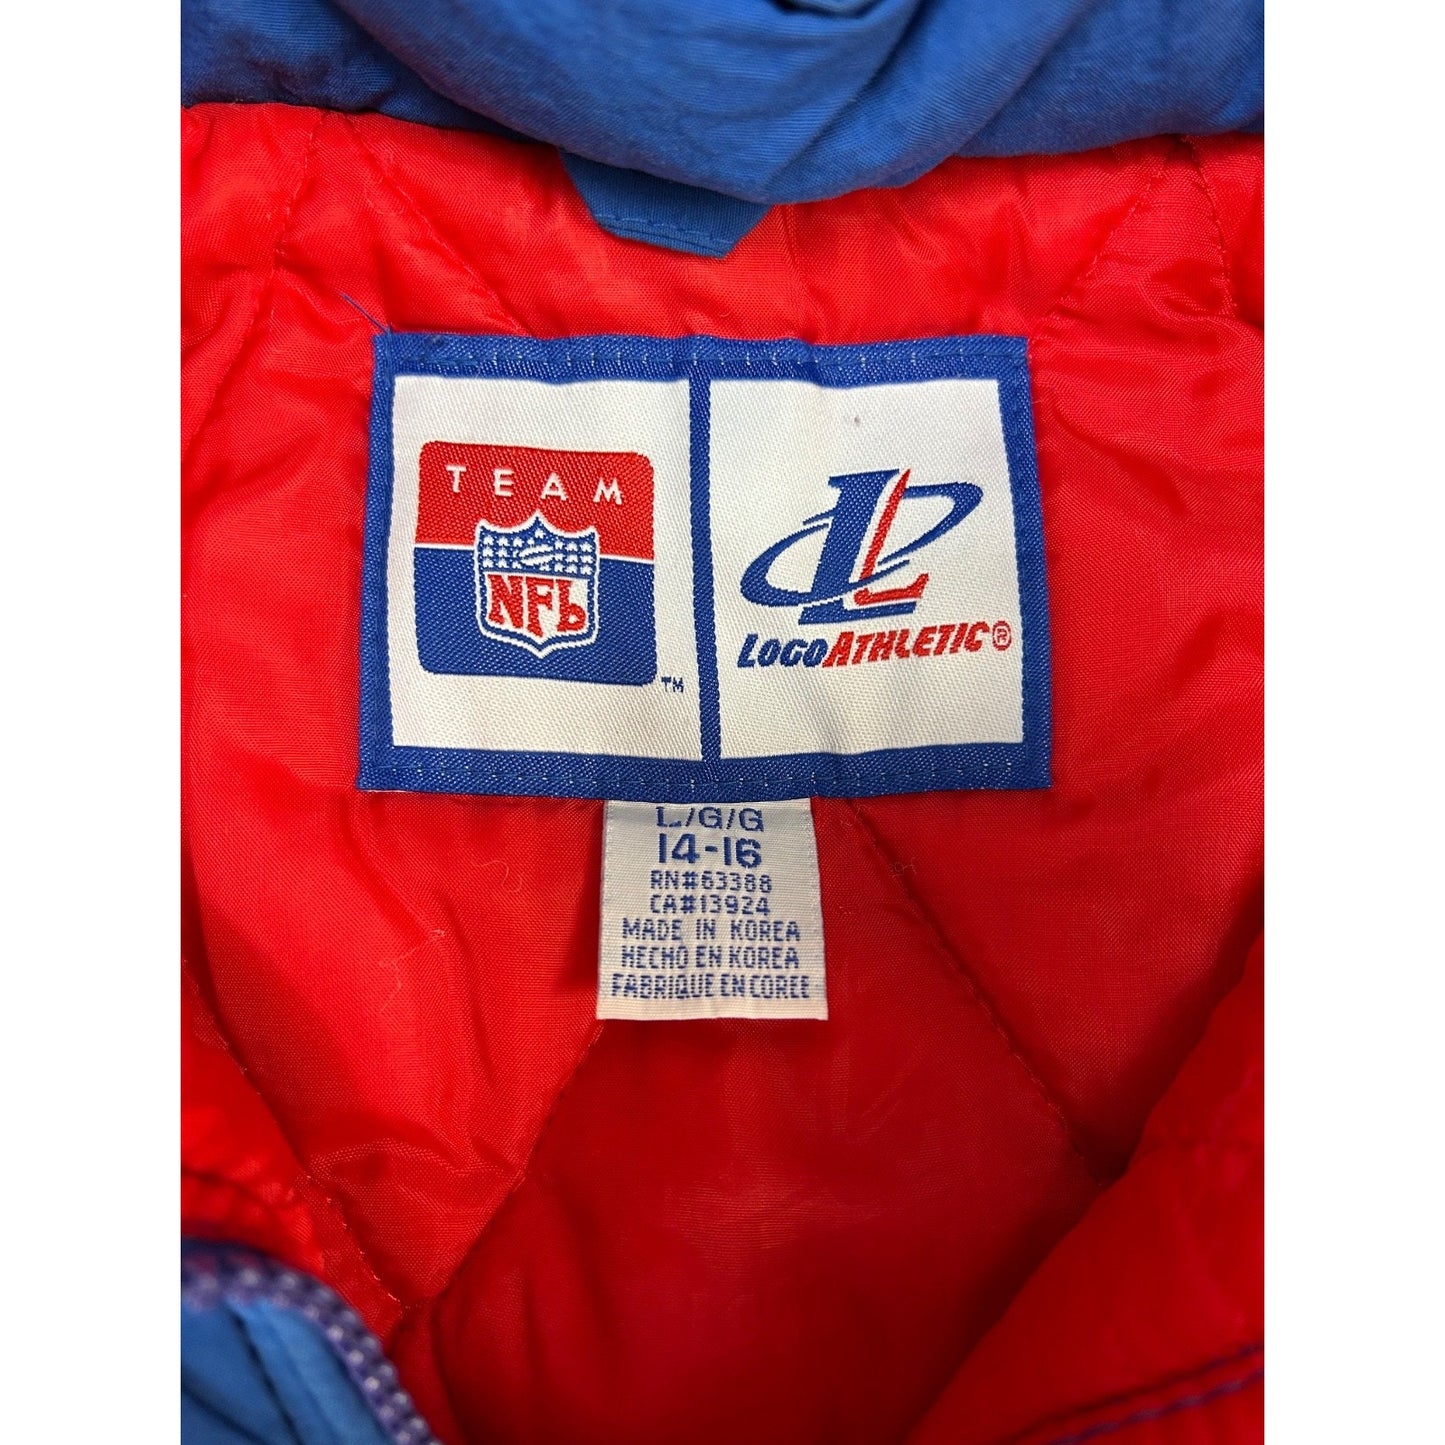 TEAM
NFL
TM
L
LOGOATHLETIC®
L/G/G
14-16
RN#63388
CA#13924
MADE IN KOREA
HECHO EN KOREA
FABRIQUE EN COREE